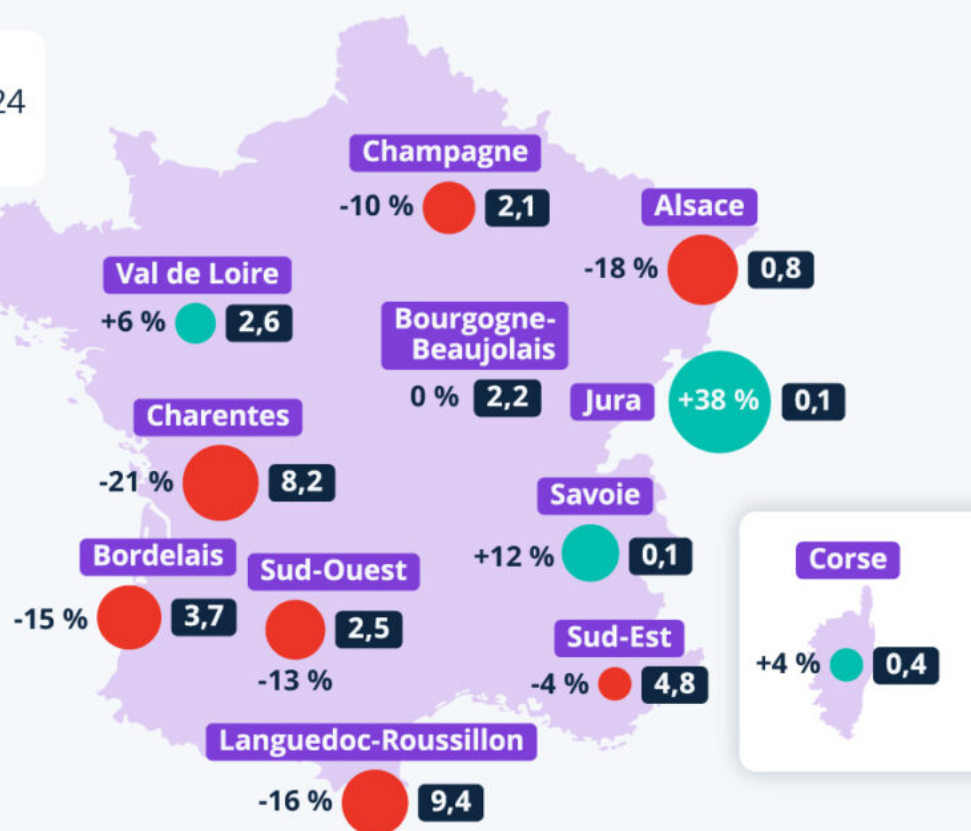 24
Champagne
-10 % 2,1
Alsace
-18 % 0,8
Val de Loire
+6 % 2,6
Bourgogne-
Beaujolais
0 % 2,2
Jura +38 % 0,1
Charentes
-21 % 8,2
Savoie
+12 % 0,1
Bordelais
-15 % 3,7
Sud-Ouest
2,5
-13 %
Sud-Est
-4 % 4,8
Corse
+4 % 0,4
Languedoc-Roussillon
-16 % 9,4